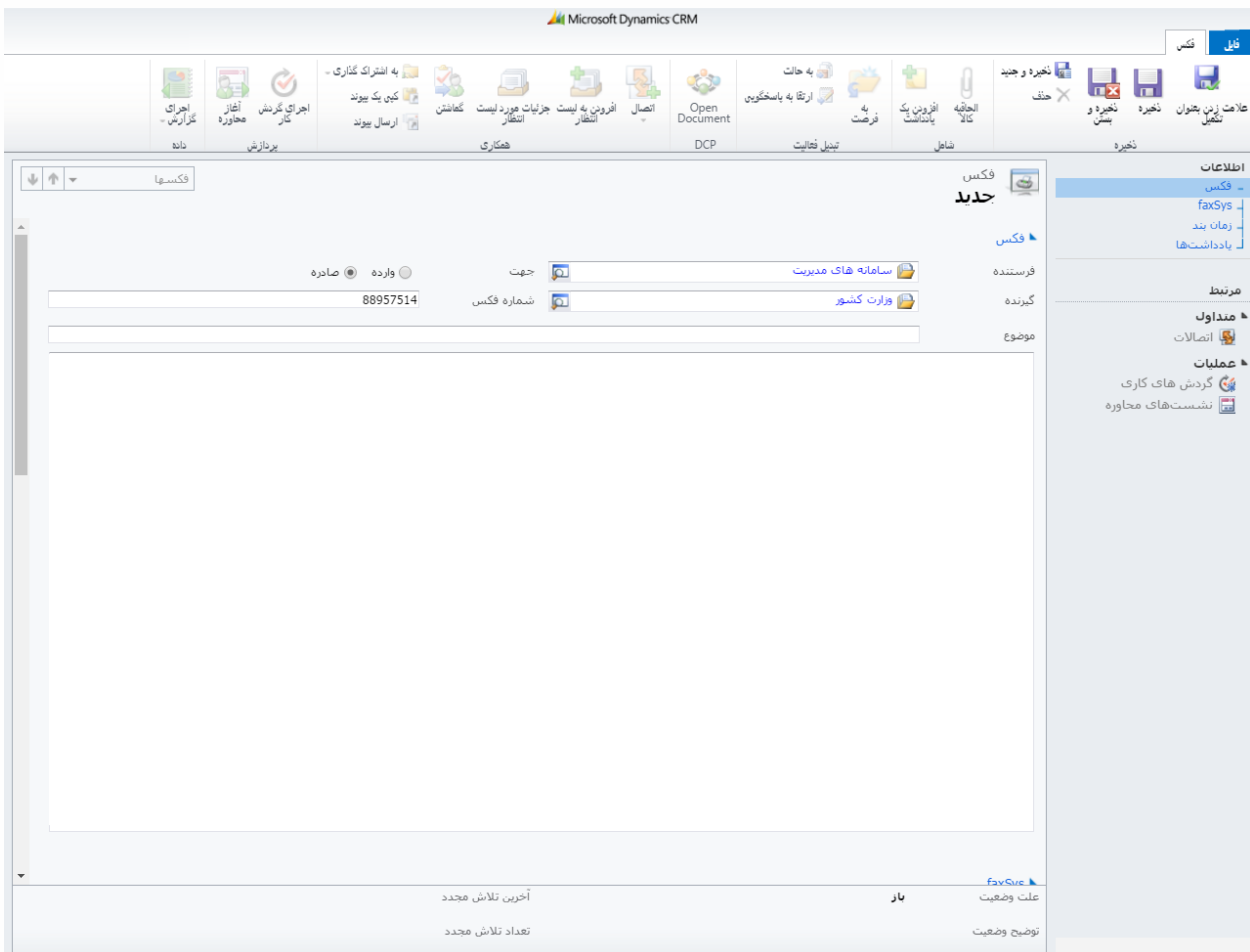 Microsoft Dynamics CRM
فایل
فکس
علامت زدن بعنوان تکمیل
ذخیره
ذخیره و بستن
ذخیره و جدید
حذف
ذخیره
الحاقیه کالا
افزودن یک یادداشت
شامل
به فرصت
به حالت
ارتقا به پاسخگویی
تبدیل فعالیت
Open Document
DCP
اتصال
افزودن به لیست انتظار
جزئیات مورد لیست انتظار
گماشتن
به اشتراک گذاری
کپی یک پیوند
ارسال پیوند
همکاری
اجرای گردش کار
آغاز محاوره
پردازش
اجرای گزارش
داده
اطلاعات
فکس
faxSys
زمان بند
یادداشت‌ها
مرتبط
متداول
اتصالات
عملیات
گردش های کاری
نشست‌های محاوره
فکس
جدید
فکسها
فکس
فرستنده
سامانه های مدیریت
جهت
وارده
صادره
گیرنده
وزارت کشور
شماره فکس
88957514
موضوع
faxSys
علت وضعیت
باز
آخرین تلاش مجدد
توضیح وضعیت
تعداد تلاش مجدد